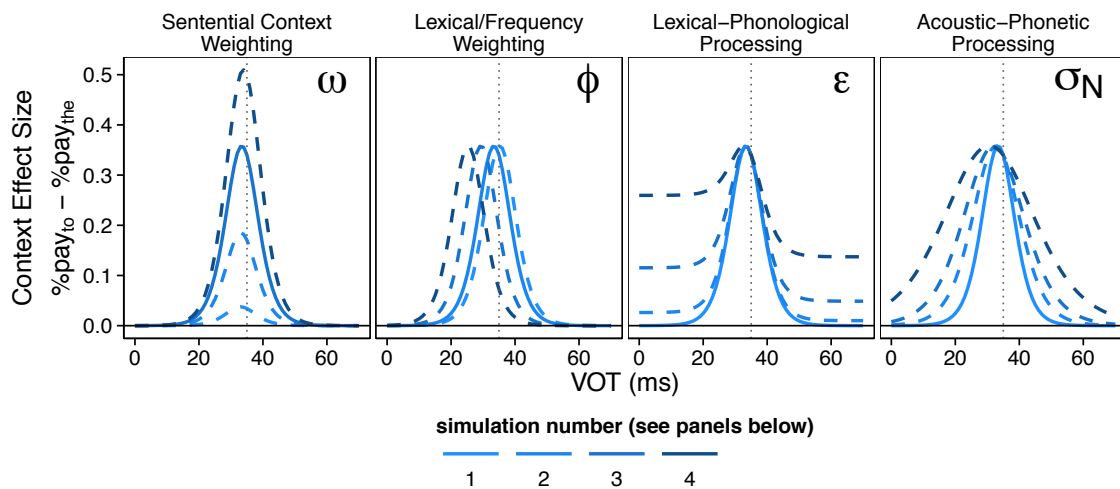 Sentential Context
Weighting
Lexical/Frequency
Weighting
Lexical−Phonological
Processing
Acoustic−Phonetic
Processing
Context Effect Size
%pay_to − %pay_the
0.5
0.4
0.3
0.2
0.1
0.0
ω
ϕ
ε
σN
0 20 40 60 0 20 40 60 0 20 40 60 0 20 40 60
VOT (ms)
simulation number (see panels below)
1 2 3 4